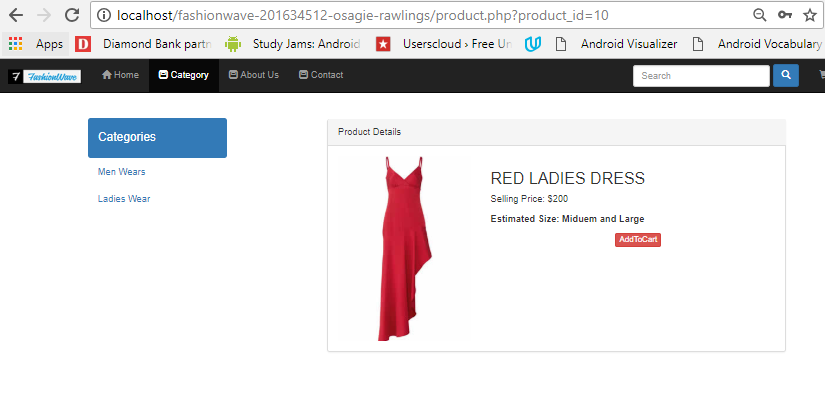 localhost/fashionwave-201634512-osagie-rawlings/product.php?product_id=10
Apps Diamond Bank partn Study Jams: Android Userscloud › Free Un Android Visualizer Android Vocabulary
FashionWave Home Category About Us Contact Search
Categories
Men Wears
Ladies Wear
Product Details
RED LADIES DRESS
Selling Price: $200
Estimated Size: Miduem and Large
AddToCart